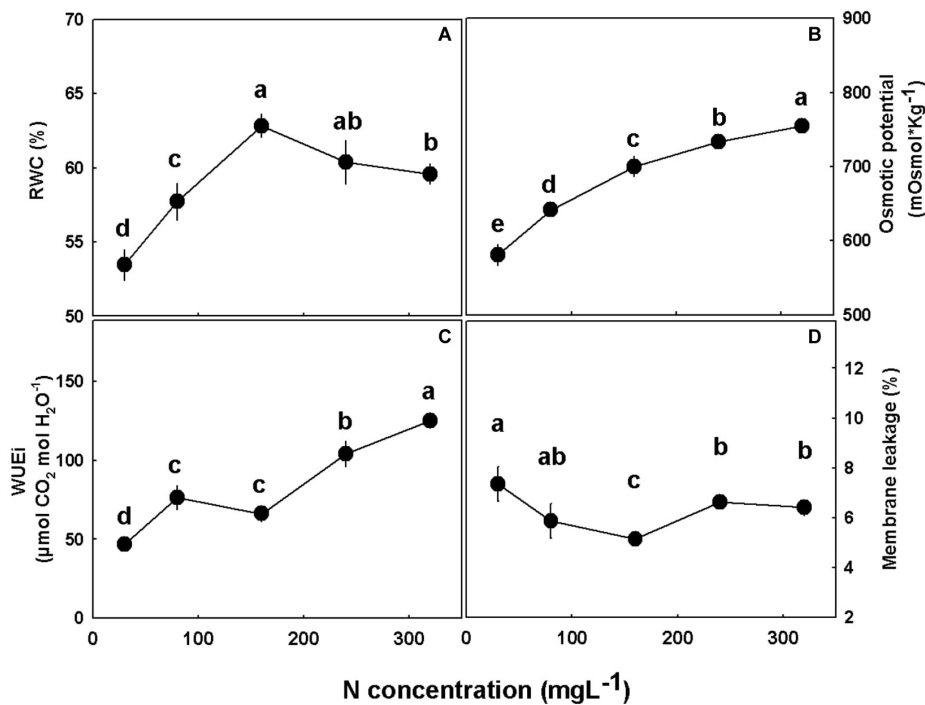 A
RWC (%)
70
65
60
55
50
a
ab
b
c
d
B
Osmotic potential
(mOsmol*Kg-1)
900
800
700
600
500
a
b
c
d
e
C
WUEi
(µmol CO2 mol H2O-1)
150
100
50
0
a
b
c
c
d
D
Membrane leakage (%)
12
10
8
6
4
2
a
ab
c
b
b
0 100 200 300
0 100 200 300
N concentration (mgL-1)